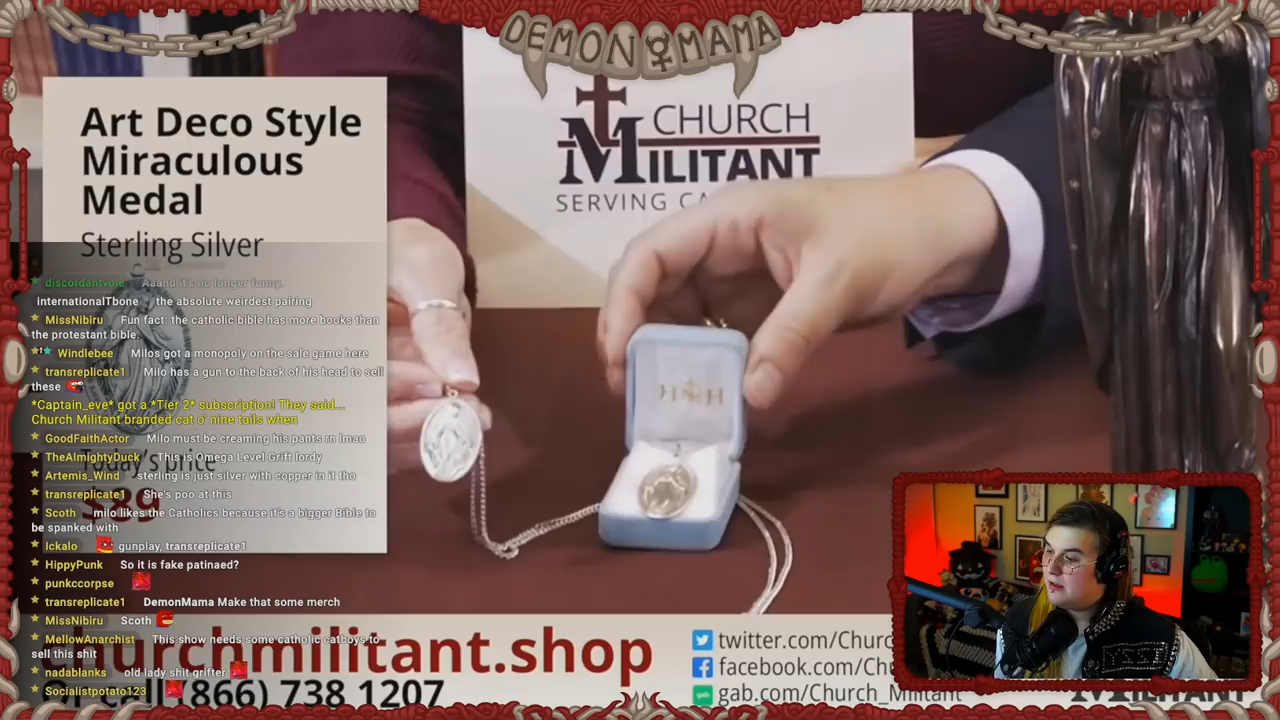 DEMON MAMA
Art Deco Style
Miraculous
Medal
Sterling Silver
CHURCH
MILITANT
SERVING CA
H H
discordantvole Aaand it's no longer funny.
internationalTbone the absolute weirdest pairing
MissNibiru Fun fact: the catholic bible has more books than
the protestant bible.
Windlebee Milos got a monopoly on the sale game here
transreplicate1 Milo has a gun to the back of his head to sell
these
*Captain_eve* got a *Tier 2* subscription! They said...
Church Militant branded cat o' nine tails when
GoodFaithActor Milo must be creaming his pants rn lmao
TheAlmightyDuck This is Omega Level Grift lordy
Today's price
Artemis_Wind sterling is just silver with copper in it tho
transreplicate1 She's poo at this
$89
Scoth milo likes the Catholics because it's a bigger Bible to
be spanked with
Ickalo gunplay, transreplicate1
HippyPunk So it is fake patinaed?
punkccorpse
transreplicate1 DemonMama Make that some merch
MissNibiru Scoth
MellowAnarchist This show needs some catholic catboys to
sell this shit
nadablanks old lady shit grifter
Socialistpotato123
churchmilitant.shop
or call (866) 738 1207
twitter.com/Churc
facebook.com/Ch
gab.com/Church_Militant
MILITANT